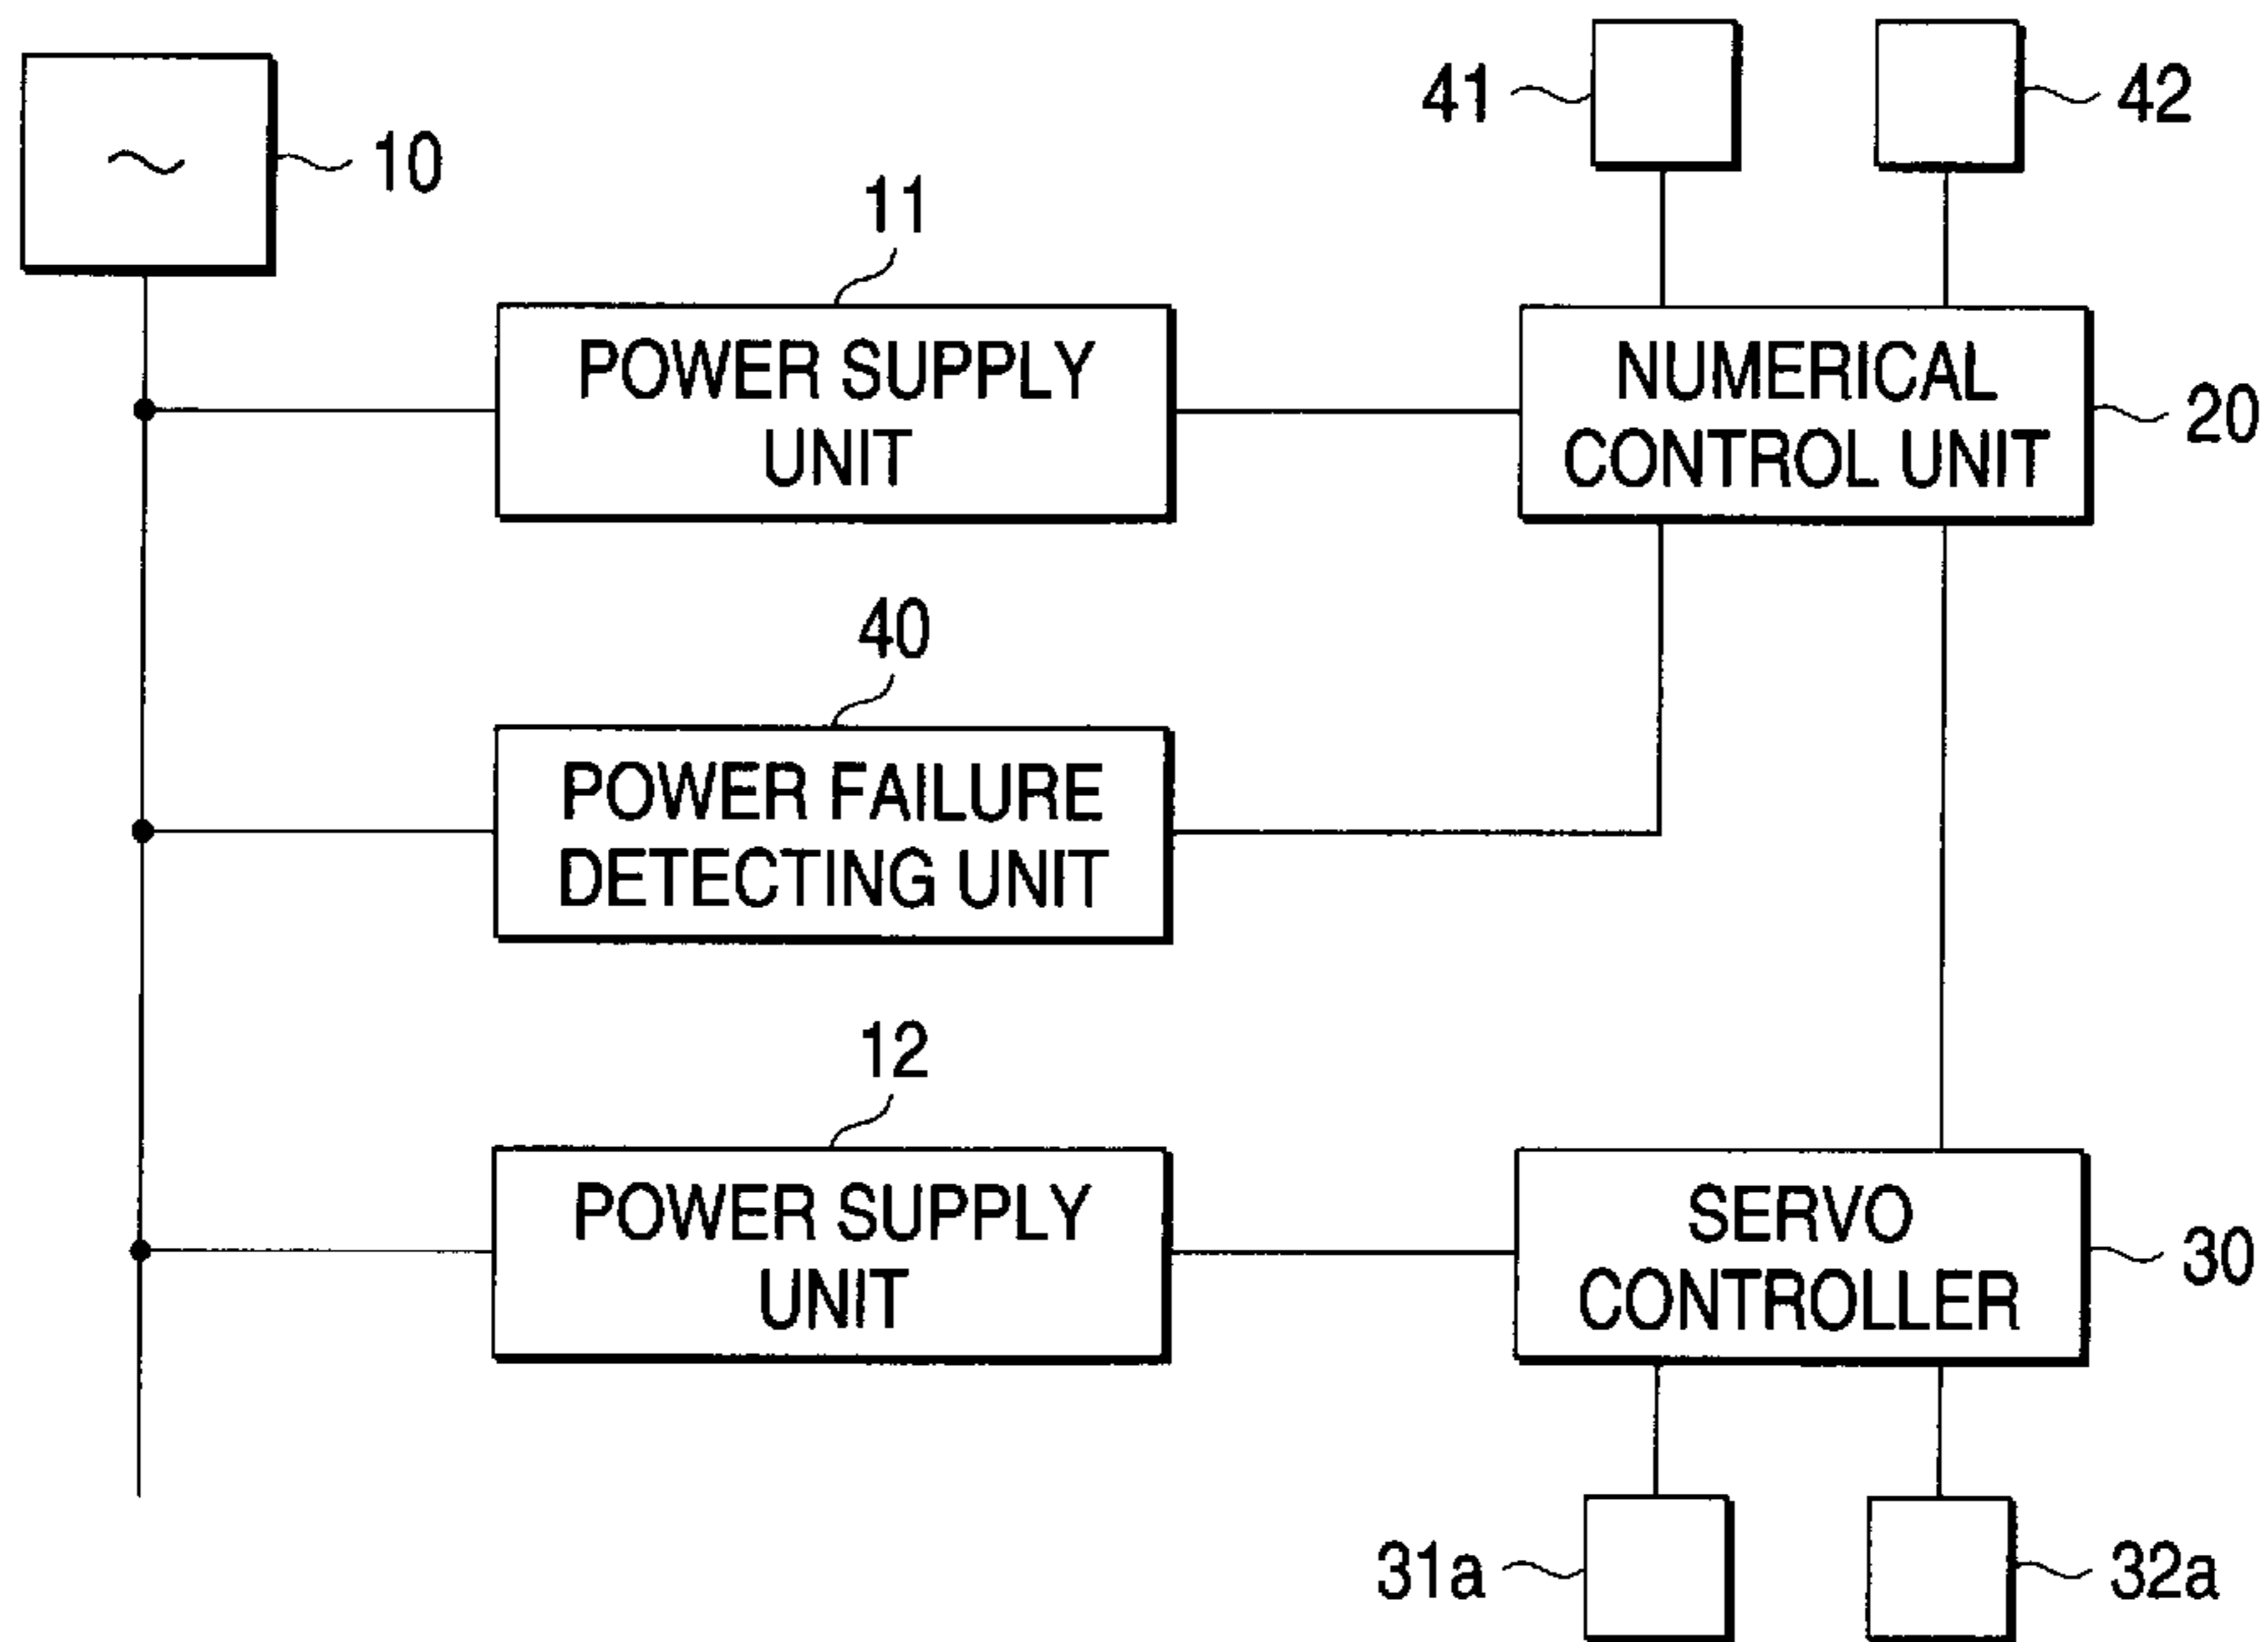 41
42
~
10
11
POWER SUPPLY
UNIT
NUMERICAL
CONTROL UNIT
20
40
POWER FAILURE
DETECTING UNIT
12
POWER SUPPLY
UNIT
SERVO
CONTROLLER
30
31a
32a